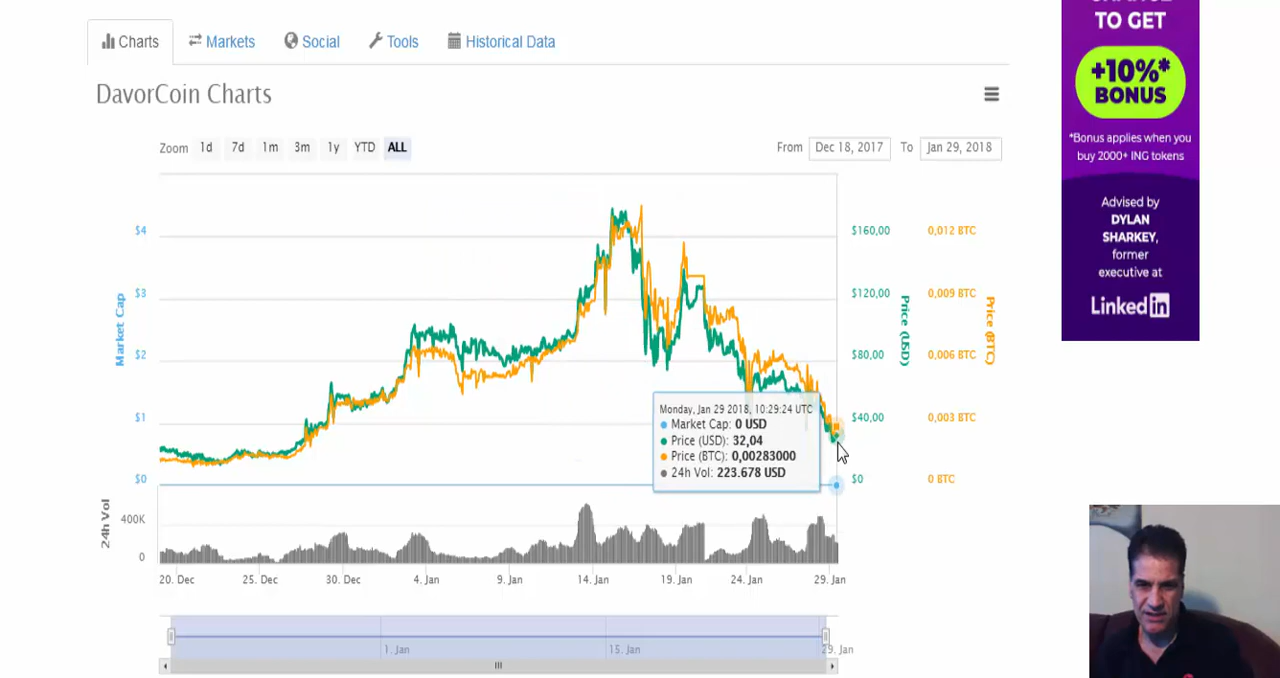 Charts
Markets
Social
Tools
Historical Data
DavorCoin Charts
Zoom 1d 7d 1m 3m 1y YTD ALL
From Dec 18, 2017 To Jan 29, 2018
$4
$3
$2
$1
$0
Market Cap
$160,00
$120,00
$80,00
$40,00
$0
Price (USD)
0,012 BTC
0,009 BTC
0,006 BTC
0,003 BTC
0 BTC
Price (BTC)
Monday, Jan 29 2018, 10:29:24 UTC
Market Cap: 0 USD
Price (USD): 32,04
Price (BTC): 0,00283000
24h Vol: 223.678 USD
24h Vol
400K
0
20. Dec 25. Dec 30. Dec 4. Jan 9. Jan 14. Jan 19. Jan 24. Jan 29. Jan
1. Jan 15. Jan 29. Jan
TO GET
+10%*
BONUS
*Bonus applies when you
buy 2000+ ING tokens
Advised by
DYLAN
SHARKEY,
former
executive at
Linkedin